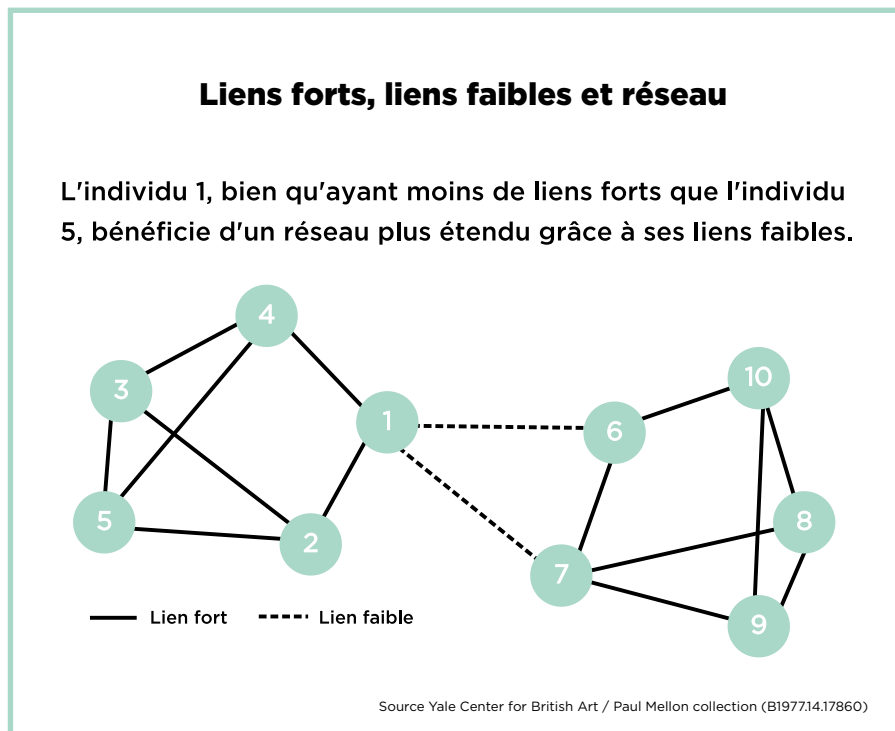 Liens forts, liens faibles et réseau
L'individu 1, bien qu'ayant moins de liens forts que l'individu
5, bénéficie d'un réseau plus étendu grâce à ses liens faibles.
4
10
3
1
6
5
2
8
7
9
Lien fort
Lien faible
Source Yale Center for British Art / Paul Mellon collection (B1977.14.17860)